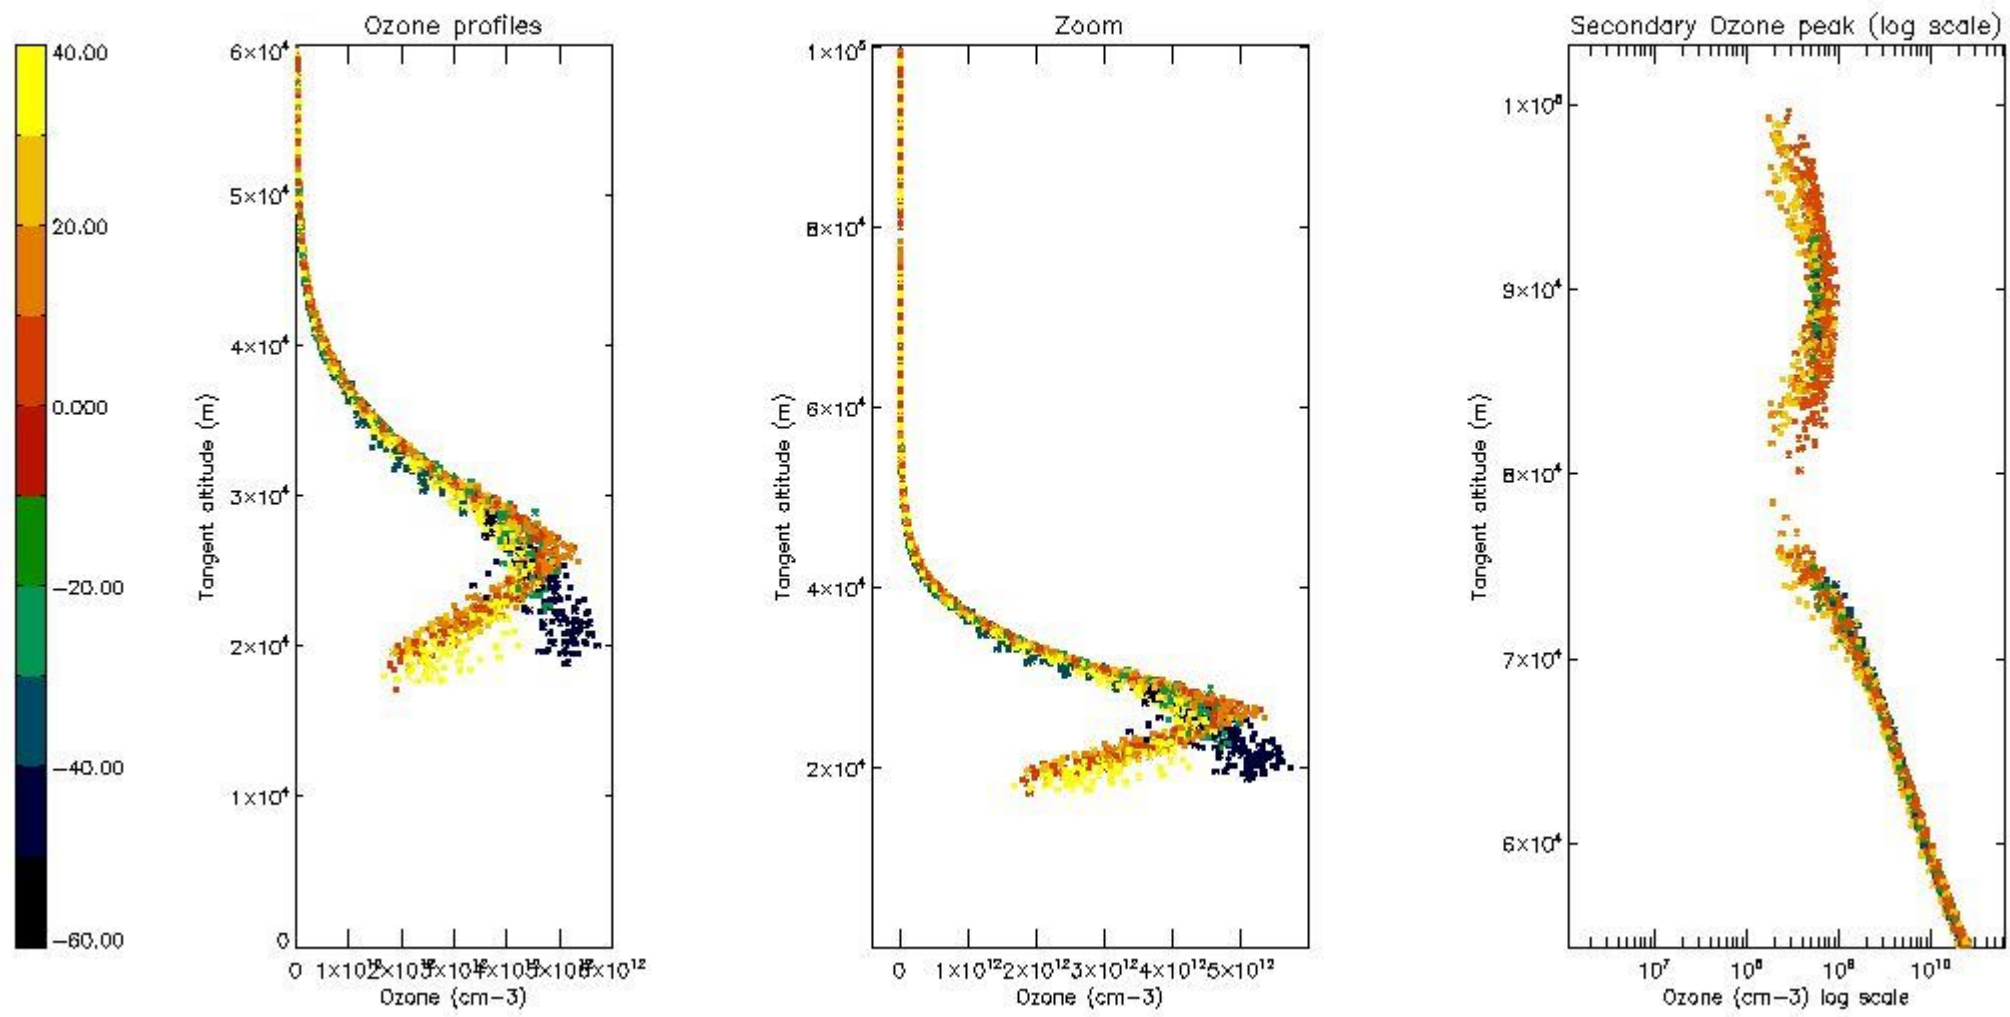 Ozone profiles
Zoom
Secondary Ozone peak (log scale)
40.00
20.00
0.000
−20.00
−40.00
−60.00
6×10⁴
5×10⁴
4×10⁴
3×10⁴
2×10⁴
1×10⁴
0
Tangent altitude (m)
0 1×10¹²
6×10¹²
Ozone (cm−3)
1×10⁵
8×10⁴
6×10⁴
4×10⁴
2×10⁴
Tangent altitude (m)
0 1×10¹² 2×10¹² 3×10¹² 4×10¹² 5×10¹²
Ozone (cm−3)
9×10⁴
8×10⁴
7×10⁴
6×10⁴
Tangent altitude (m)
10⁷ 10⁸ 10⁹ 10¹⁰
Ozone (cm−3) log scale